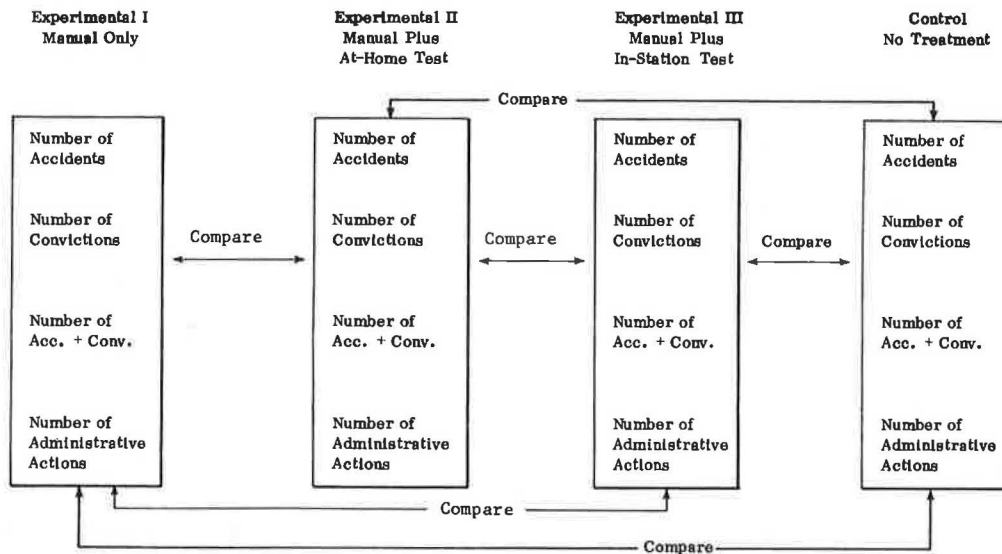 Experimental I
Manual Only
Experimental II
Manual Plus
At-Home Test
Experimental III
Manual Plus
In-Station Test
Control
No Treatment
Compare
Number of
Accidents
Number of
Convictions
Number of
Acc. + Conv.
Number of
Administrative
Actions
Compare
Number of
Accidents
Number of
Convictions
Number of
Acc. + Conv.
Number of
Administrative
Actions
Compare
Number of
Accidents
Number of
Convictions
Number of
Acc. + Conv.
Number of
Administrative
Actions
Compare
Number of
Accidents
Number of
Convictions
Number of
Acc. + Conv.
Number of
Administrative
Actions
Compare
Compare